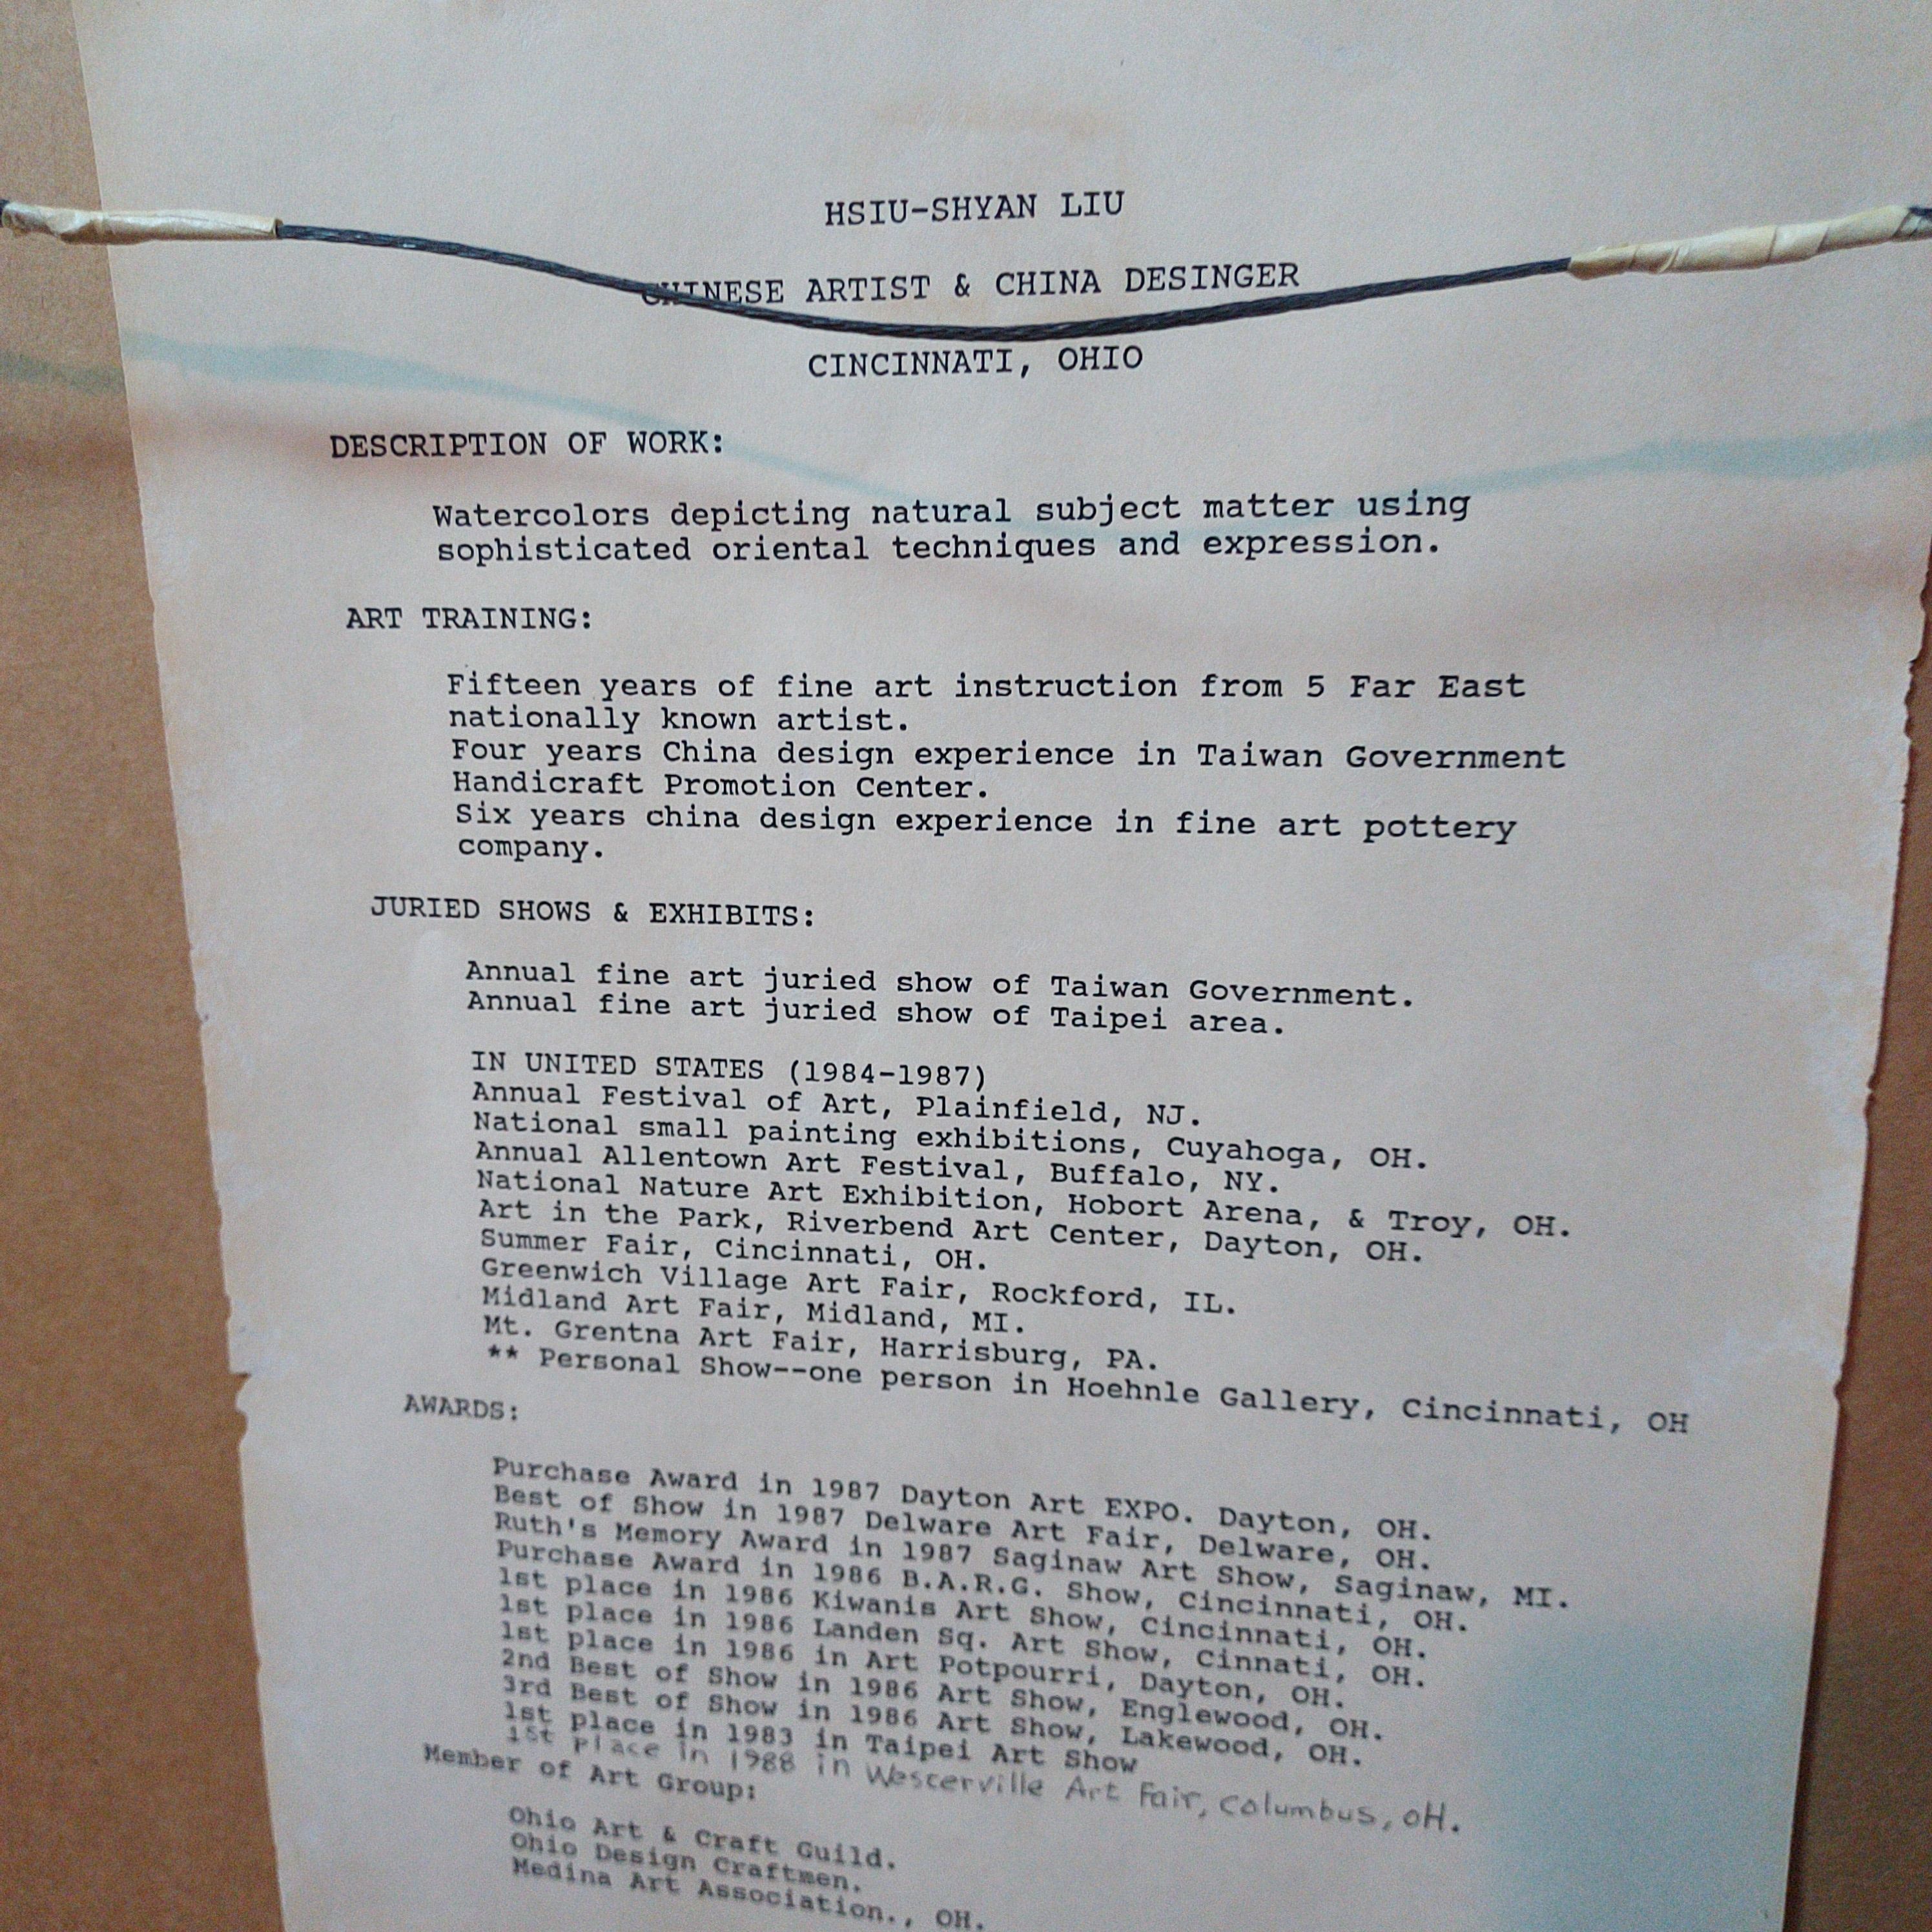 HSIU-SHYAN LIU
CHINESE ARTIST & CHINA DESINGER
CINCINNATI, OHIO
DESCRIPTION OF WORK:
Watercolors depicting natural subject matter using
sophisticated oriental techniques and expression.
ART TRAINING:
Fifteen years of fine art instruction from 5 Far East
nationally known artist.
Four years China design experience in Taiwan Government
Handicraft Promotion Center.
Six years china design experience in fine art pottery
company.
JURIED SHOWS & EXHIBITS:
Annual fine art juried show of Taiwan Government.
Annual fine art juried show of Taipei area.
IN UNITED STATES (1984-1987)
Annual Festival of Art, Plainfield, NJ.
National small painting exhibitions, Cuyahoga, OH.
Annual Allentown Art Festival, Buffalo, NY.
National Nature Art Exhibition, Hobort Arena, & Troy, OH.
Art in the Park, Riverbend Art Center, Dayton, OH.
Summer Fair, Cincinnati, OH.
Greenwich Village Art Fair, Rockford, IL.
Midland Art Fair, Midland, MI.
Mt. Grentna Art Fair, Harrisburg, PA.
** Personal Show--one person in Hoehnle Gallery, Cincinnati, OH
AWARDS:
Purchase Award in 1987 Dayton Art EXPO. Dayton, OH.
Best of Show in 1987 Delware Art Fair, Delware, OH.
Ruth's Memory Award in 1987 Saginaw Art Show, Saginaw, MI.
Purchase Award in 1986 B.A.R.G. Show, Cincinnati, OH.
1st place in 1986 Kiwanis Art Show, Cincinnati, OH.
1st place in 1986 Landen Sq. Art Show, Cinnati, OH.
1st place in 1986 in Art Potpourri, Dayton, OH.
2nd Best of Show in 1986 Art Show, Englewood, OH.
3rd Best of Show in 1986 Art Show, Lakewood, OH.
1st place in 1983 in Taipei Art Show
1st Place in 1988 in Westerville Art Fair, columbus, oH.
Member of Art Group:
Ohio Art & Craft Guild.
Ohio Design Craftmen.
Medina Art Association., OH.